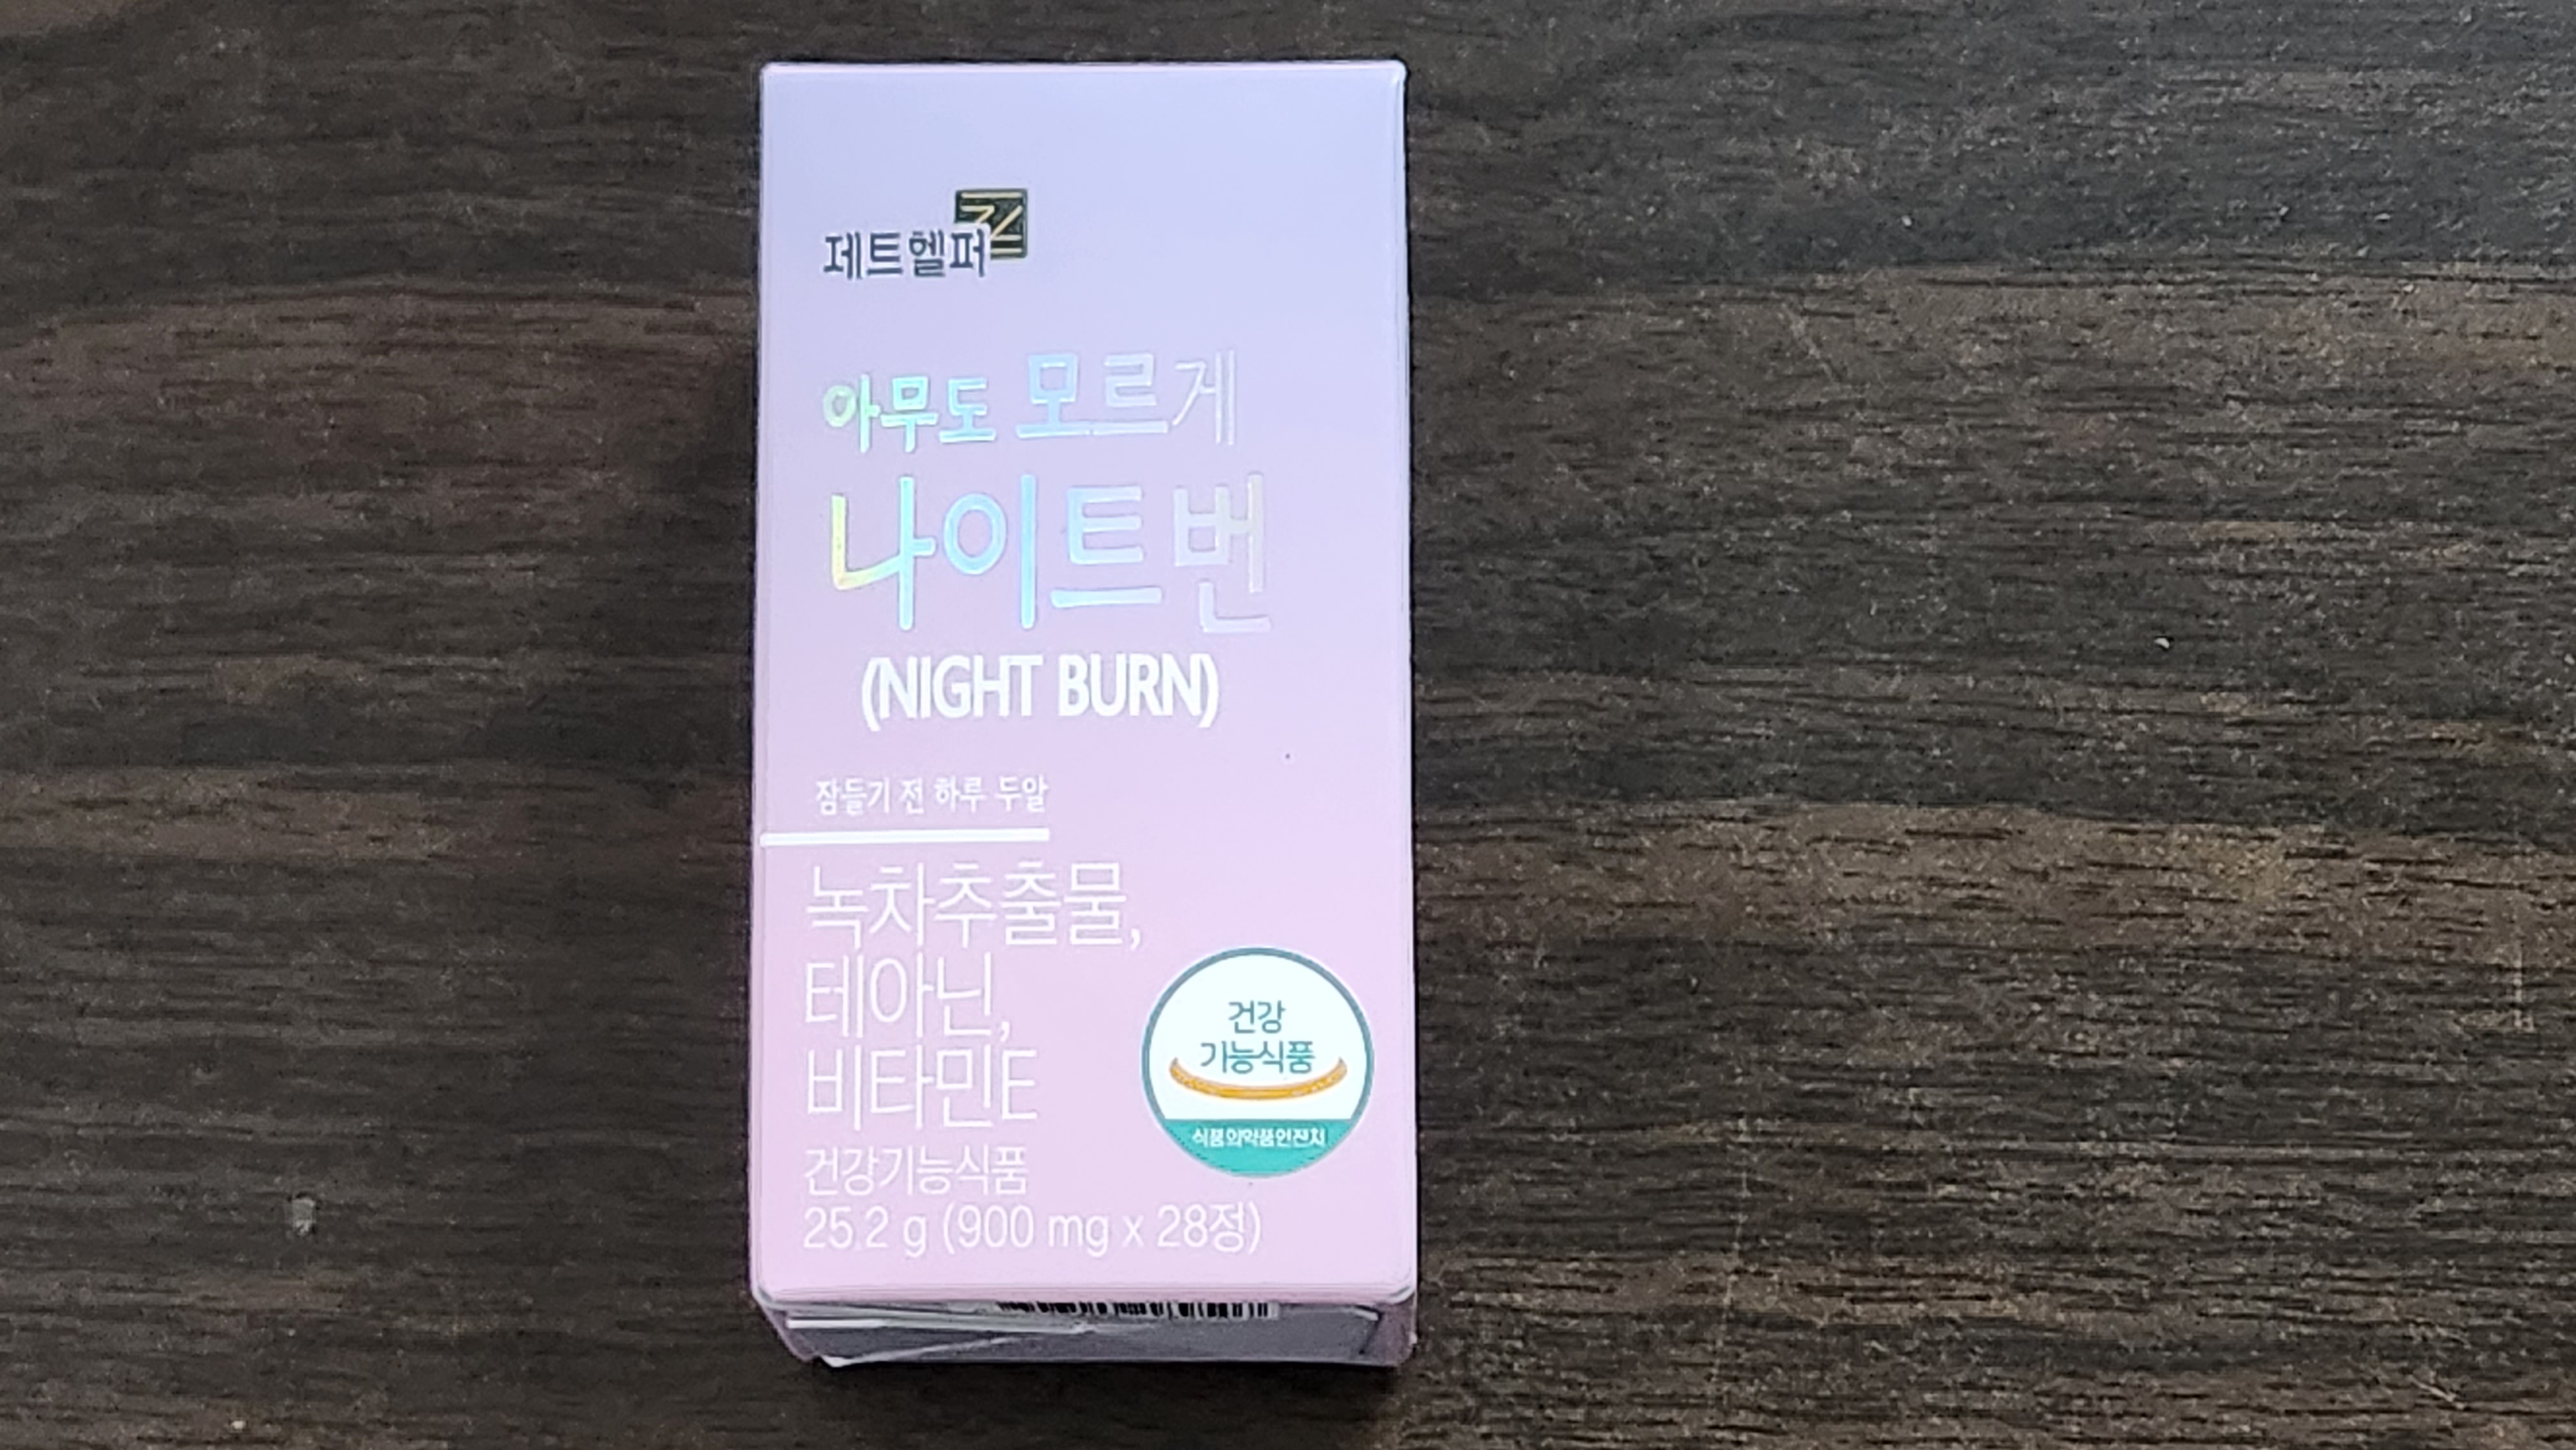 제트헬퍼
아무도 모르게
나이트번
(NIGHT BURN)
잠들기 전 하루 두알
녹차추출물,
테아닌,
비타민E
건강
기능식품
식품의약품안전처
건강기능식품
25.2 g (900 mg x 28정)